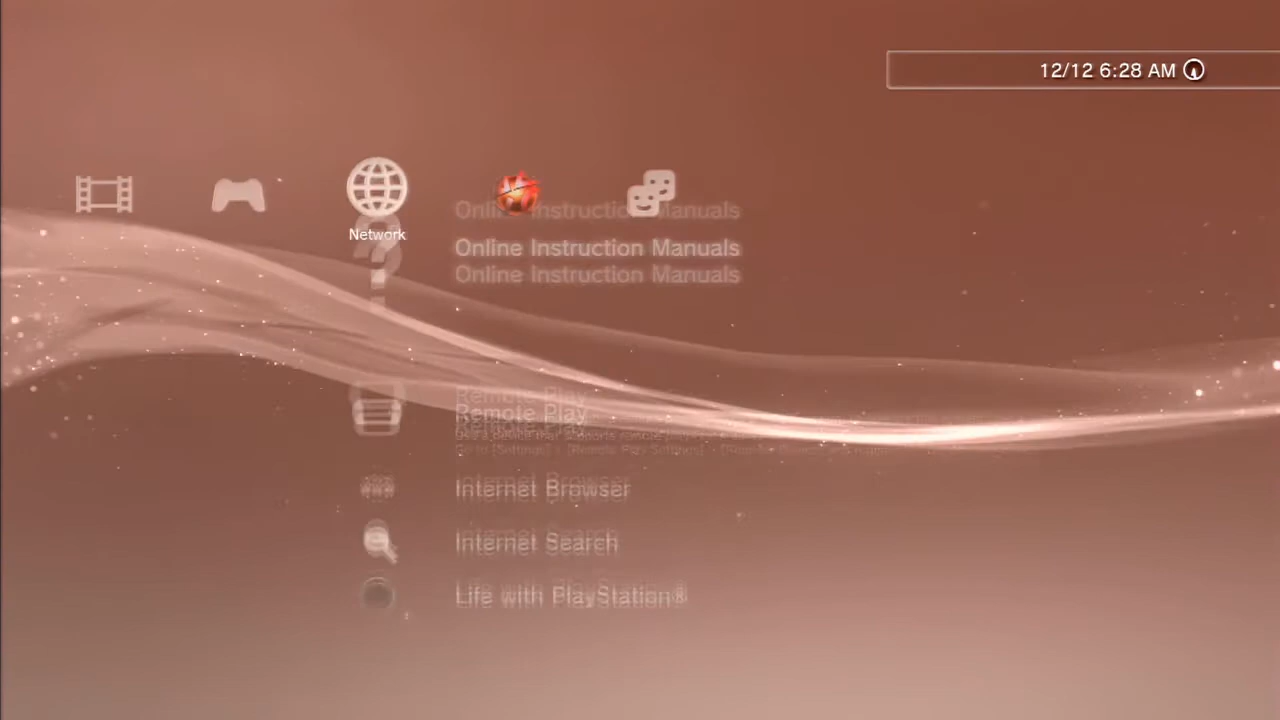 12/12 6:28 AM
Network
Online Instruction Manuals
Online Instruction Manuals
Online Instruction Manuals
Remote Play
Internet Browser
Internet Search
Life with PlayStation®